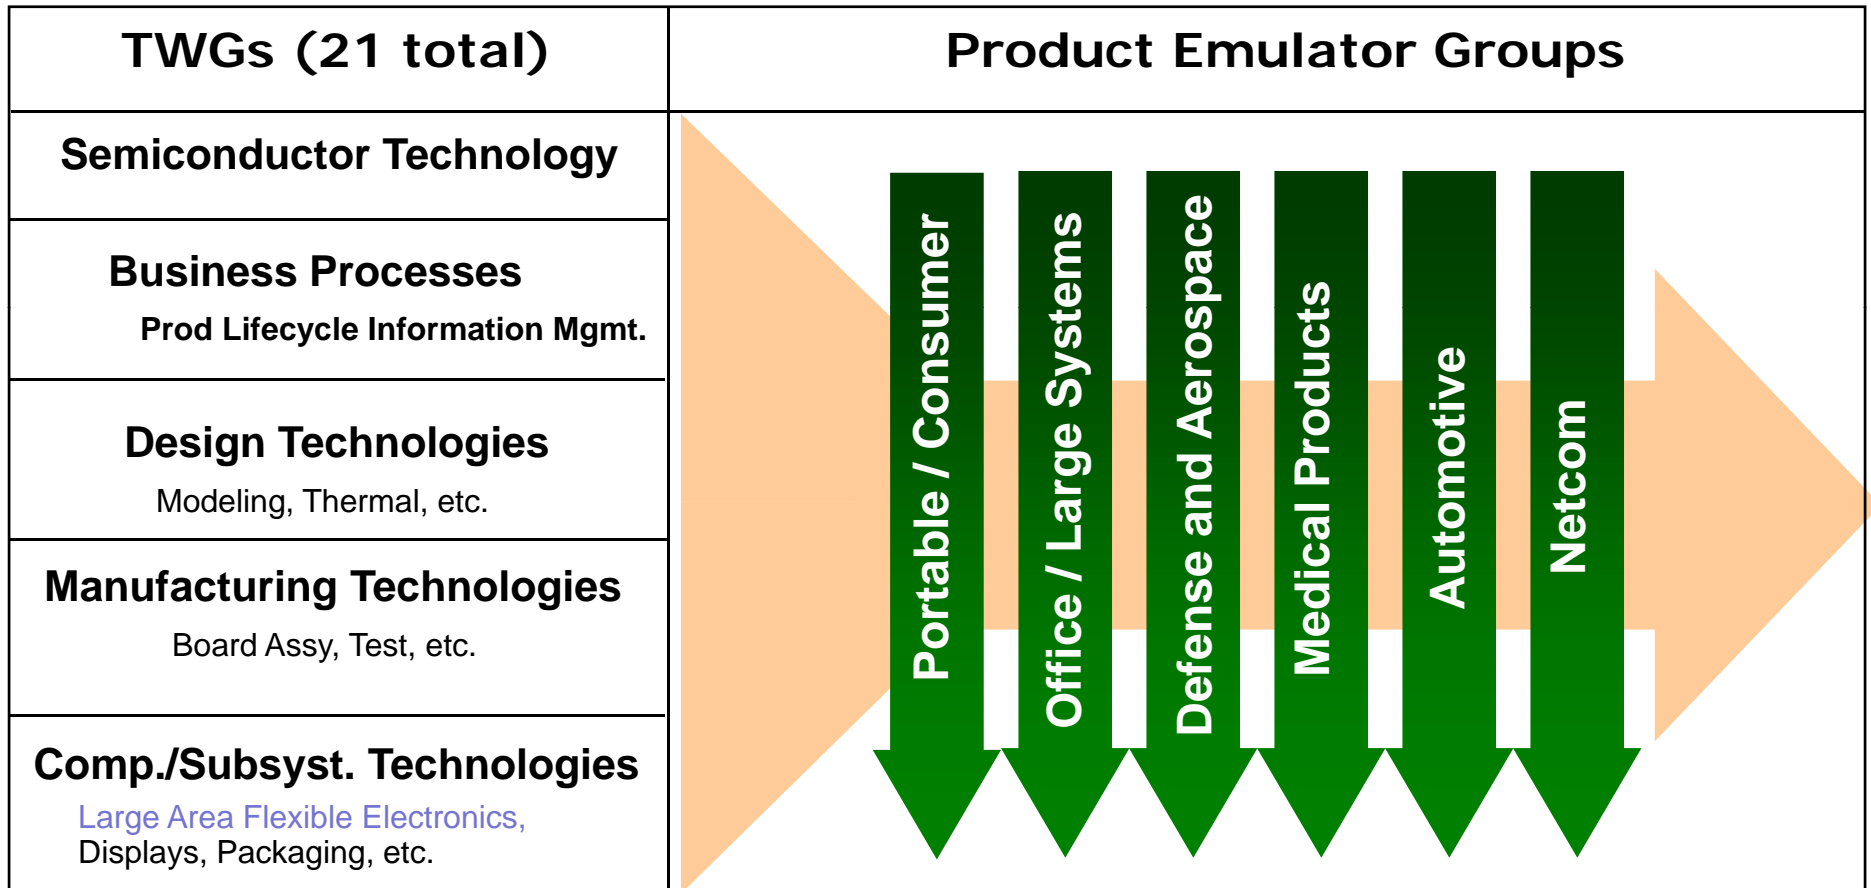 TWGs (21 total)
Product Emulator Groups
Semiconductor Technology
Business Processes
Prod Lifecycle Information Mgmt.
Design Technologies
Modeling, Thermal, etc.
Manufacturing Technologies
Board Assy, Test, etc.
Comp./Subsyst. Technologies
Large Area Flexible Electronics,
Displays, Packaging, etc.
Portable / Consumer
Office / Large Systems
Defense and Aerospace
Medical Products
Automotive
Netcom